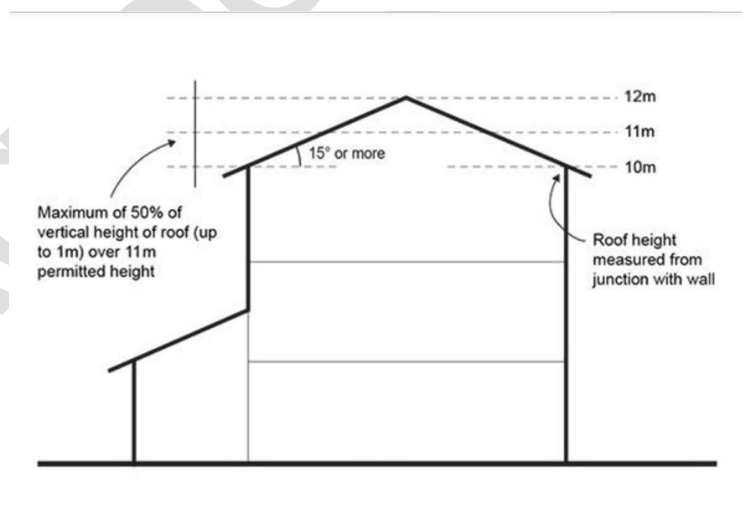 12m
11m
15° or more
10m
Maximum of 50% of
vertical height of roof (up
to 1m) over 11m
permitted height
Roof height
measured from
junction with wall